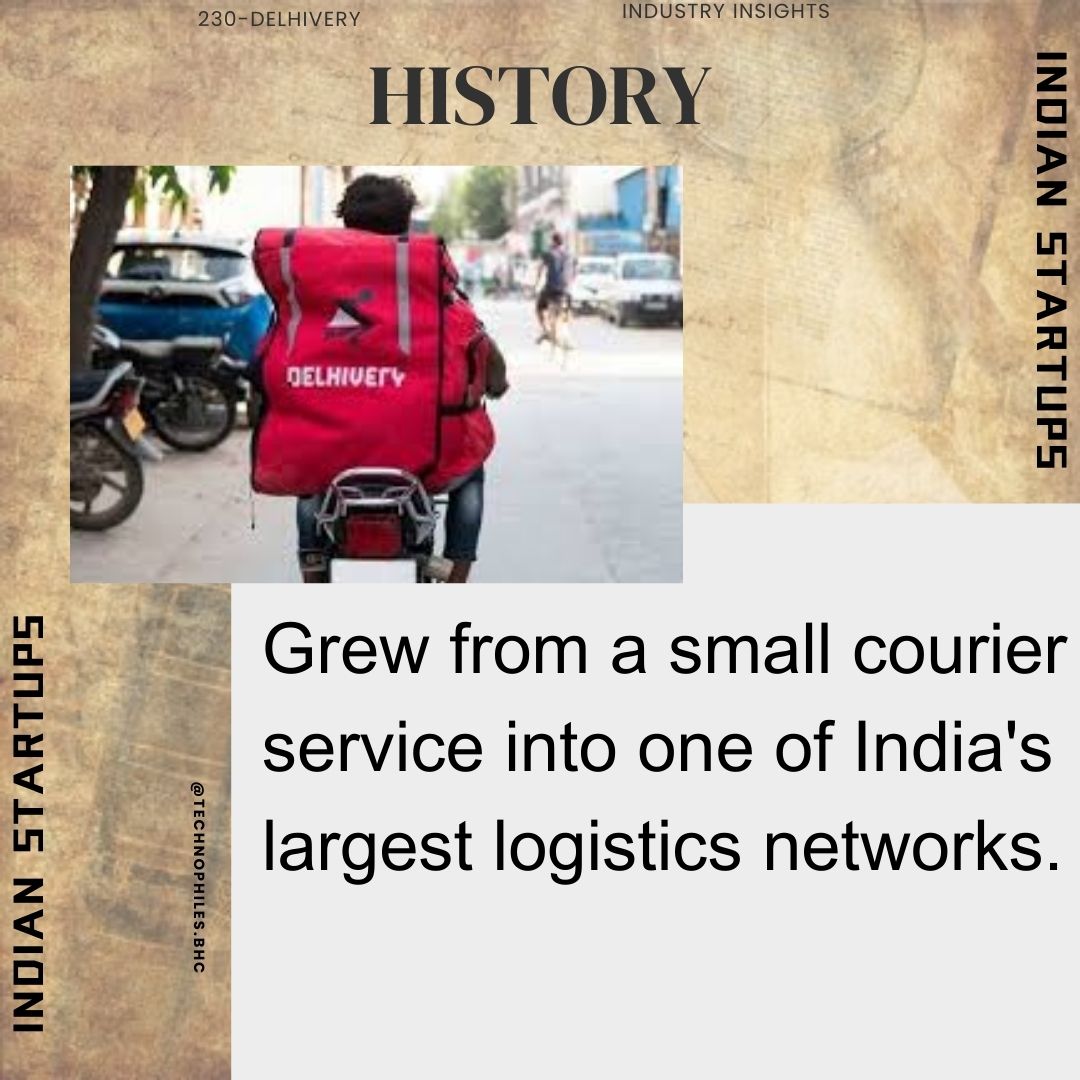 230-DELHIVERY
INDUSTRY INSIGHTS
HISTORY
INDIAN STARTUPS
DELHIVERY
Grew from a small courier
service into one of India's
largest logistics networks.
INDIAN STARTUPS
@TECHNOPHILES.BHC